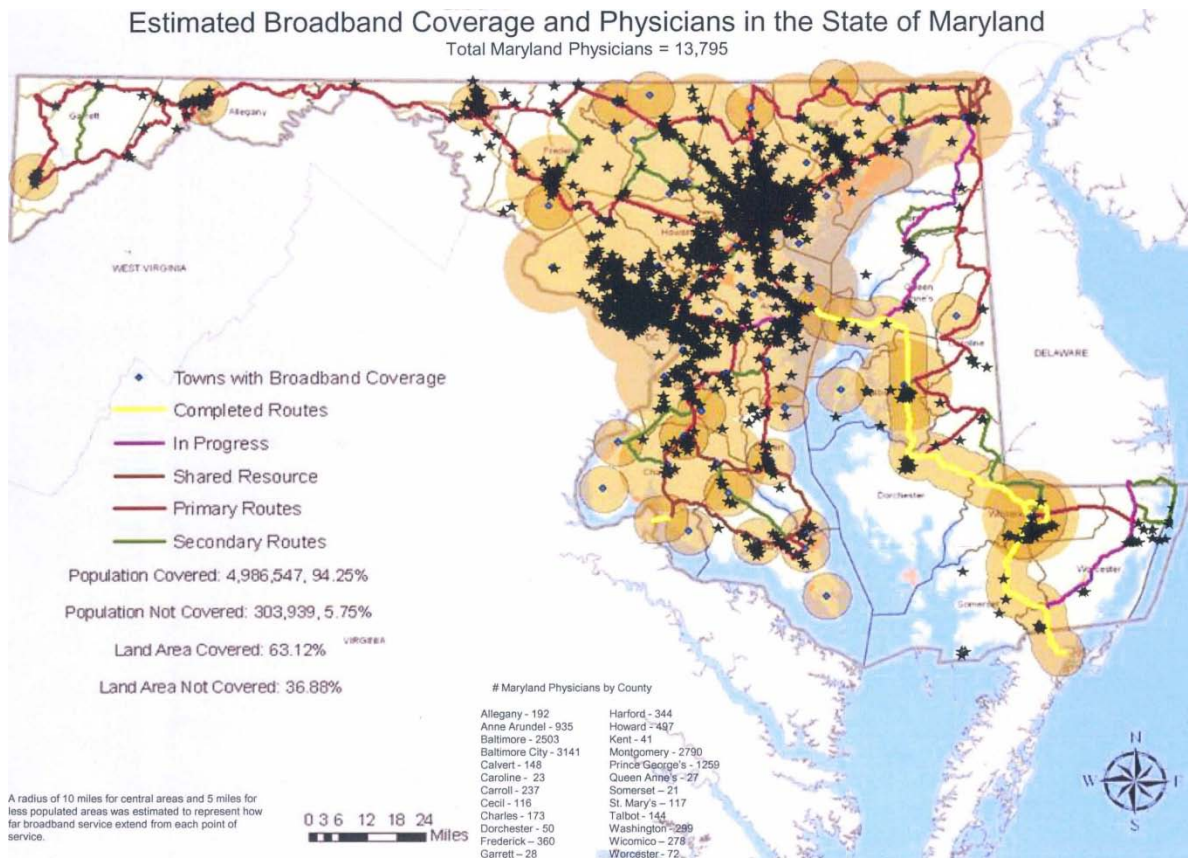 Estimated Broadband Coverage and Physicians in the State of Maryland
Total Maryland Physicians = 13,795
Garrett
Allegany
WEST VIRGINIA
DELAWARE
Dorchester
Towns with Broadband Coverage
Completed Routes
In Progress
Shared Resource
Primary Routes
Secondary Routes
Population Covered: 4,986,547, 94.25%
Population Not Covered: 303,939, 5.75%
VIRGINIA
Land Area Covered: 63.12%
Land Area Not Covered: 36.88%
# Maryland Physicians by County
Allegany - 192
Anne Arundel - 935
Baltimore - 2503
Baltimore City - 3141
Calvert - 148
Caroline - 23
Carroll - 237
Cecil - 116
Charles - 173
Dorchester - 50
Frederick - 360
Garrett - 28
Harford - 344
Howard - 497
Kent - 41
Montgomery - 2790
Prince George's - 1259
Queen Anne's - 27
Somerset - 21
St. Mary's - 117
Talbot - 144
Washington - 299
Wicomico - 278
Worcester - 72
A radius of 10 miles for central areas and 5 miles for
less populated areas was estimated to represent how
far broadband service extend from each point of
service.
0 3 6 12 18 24
Miles
N
W
E
S